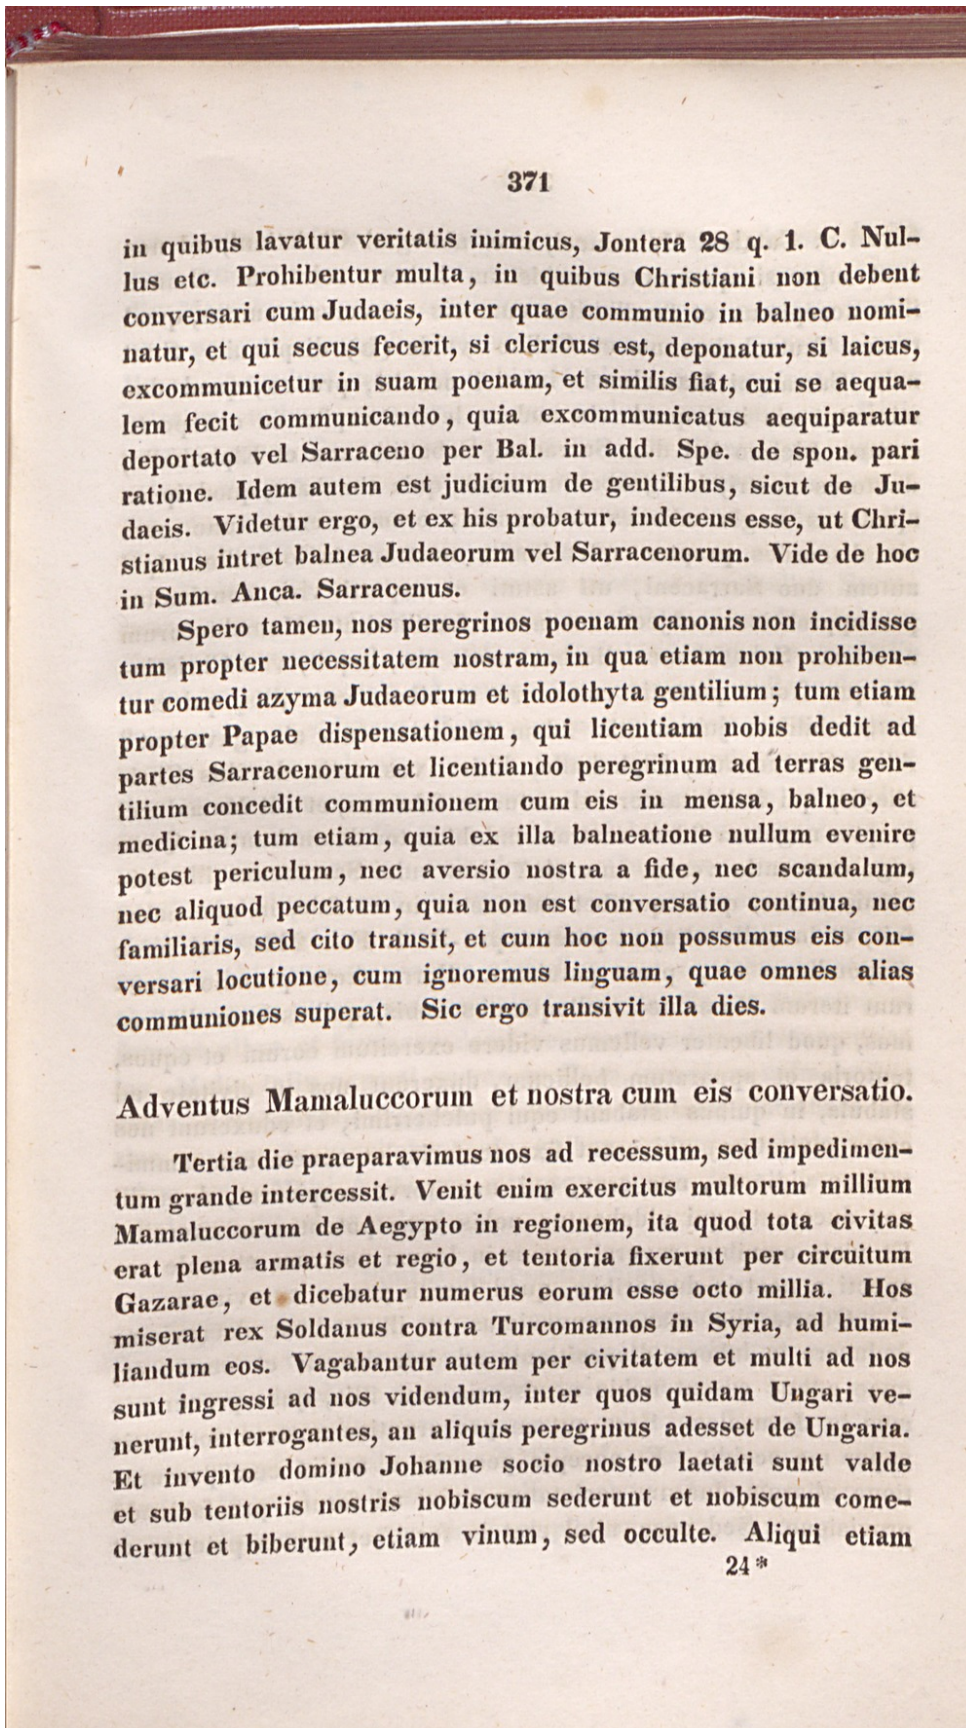 371
in quibus lavatur veritatis inimicus, Jontera 28 q. 1. C. Nul-
lus etc. Prohibentur multa, in quibus Christiani non debent
conversari cum Judaeis, inter quae communio in balneo nomi-
natur, et qui secus fecerit, si clericus est, deponatur, si laicus,
excommunicetur in suam poenam, et similis fiat, cui se aequa-
lem fecit communicando, quia excommunicatus aequiparatur
deportato vel Sarraceno per Bal. in add. Spe. de spon. pari
ratione. Idem autem est judicium de gentilibus, sicut de Ju-
daeis. Videtur ergo, et ex his probatur, indecens esse, ut Chri-
stianus intret balnea Judaeorum vel Sarracenorum. Vide de hoc
in Sum. Anca. Sarracenus.
Spero tamen, nos peregrinos poenam canonis non incidisse
tum propter necessitatem nostram, in qua etiam non prohiben-
tur comedi azyma Judaeorum et idolothyta gentilium; tum etiam
propter Papae dispensationem, qui licentiam nobis dedit ad
partes Sarracenorum et licentiando peregrinum ad terras gen-
tilium concedit communionem cum eis in mensa, balneo, et
medicina; tum etiam, quia ex illa balneatione nullum evenire
potest periculum, nec aversio nostra a fide, nec scandalum,
nec aliquod peccatum, quia non est conversatio continua, nec
familiaris, sed cito transit, et cum hoc non possumus eis con-
versari locutione, cum ignoremus linguam, quae omnes alias
communiones superat. Sic ergo transivit illa dies.
Adventus Mamaluccorum et nostra cum eis conversatio.
Tertia die praeparavimus nos ad recessum, sed impedimen-
tum grande intercessit. Venit enim exercitus multorum millium
Mamaluccorum de Aegypto in regionem, ita quod tota civitas
erat plena armatis et regio, et tentoria fixerunt per circuitum
Gazarae, et dicebatur numerus eorum esse octo millia. Hos
miserat rex Soldanus contra Turcomannos in Syria, ad humi-
liandum eos. Vagabantur autem per civitatem et multi ad nos
sunt ingressi ad nos videndum, inter quos quidam Ungari ve-
nerunt, interrogantes, an aliquis peregrinus adesset de Ungaria.
Et invento domino Johanne socio nostro laetati sunt valde
et sub tentoriis nostris nobiscum sederunt et nobiscum come-
derunt et biberunt, etiam vinum, sed occulte. Aliqui etiam
24*